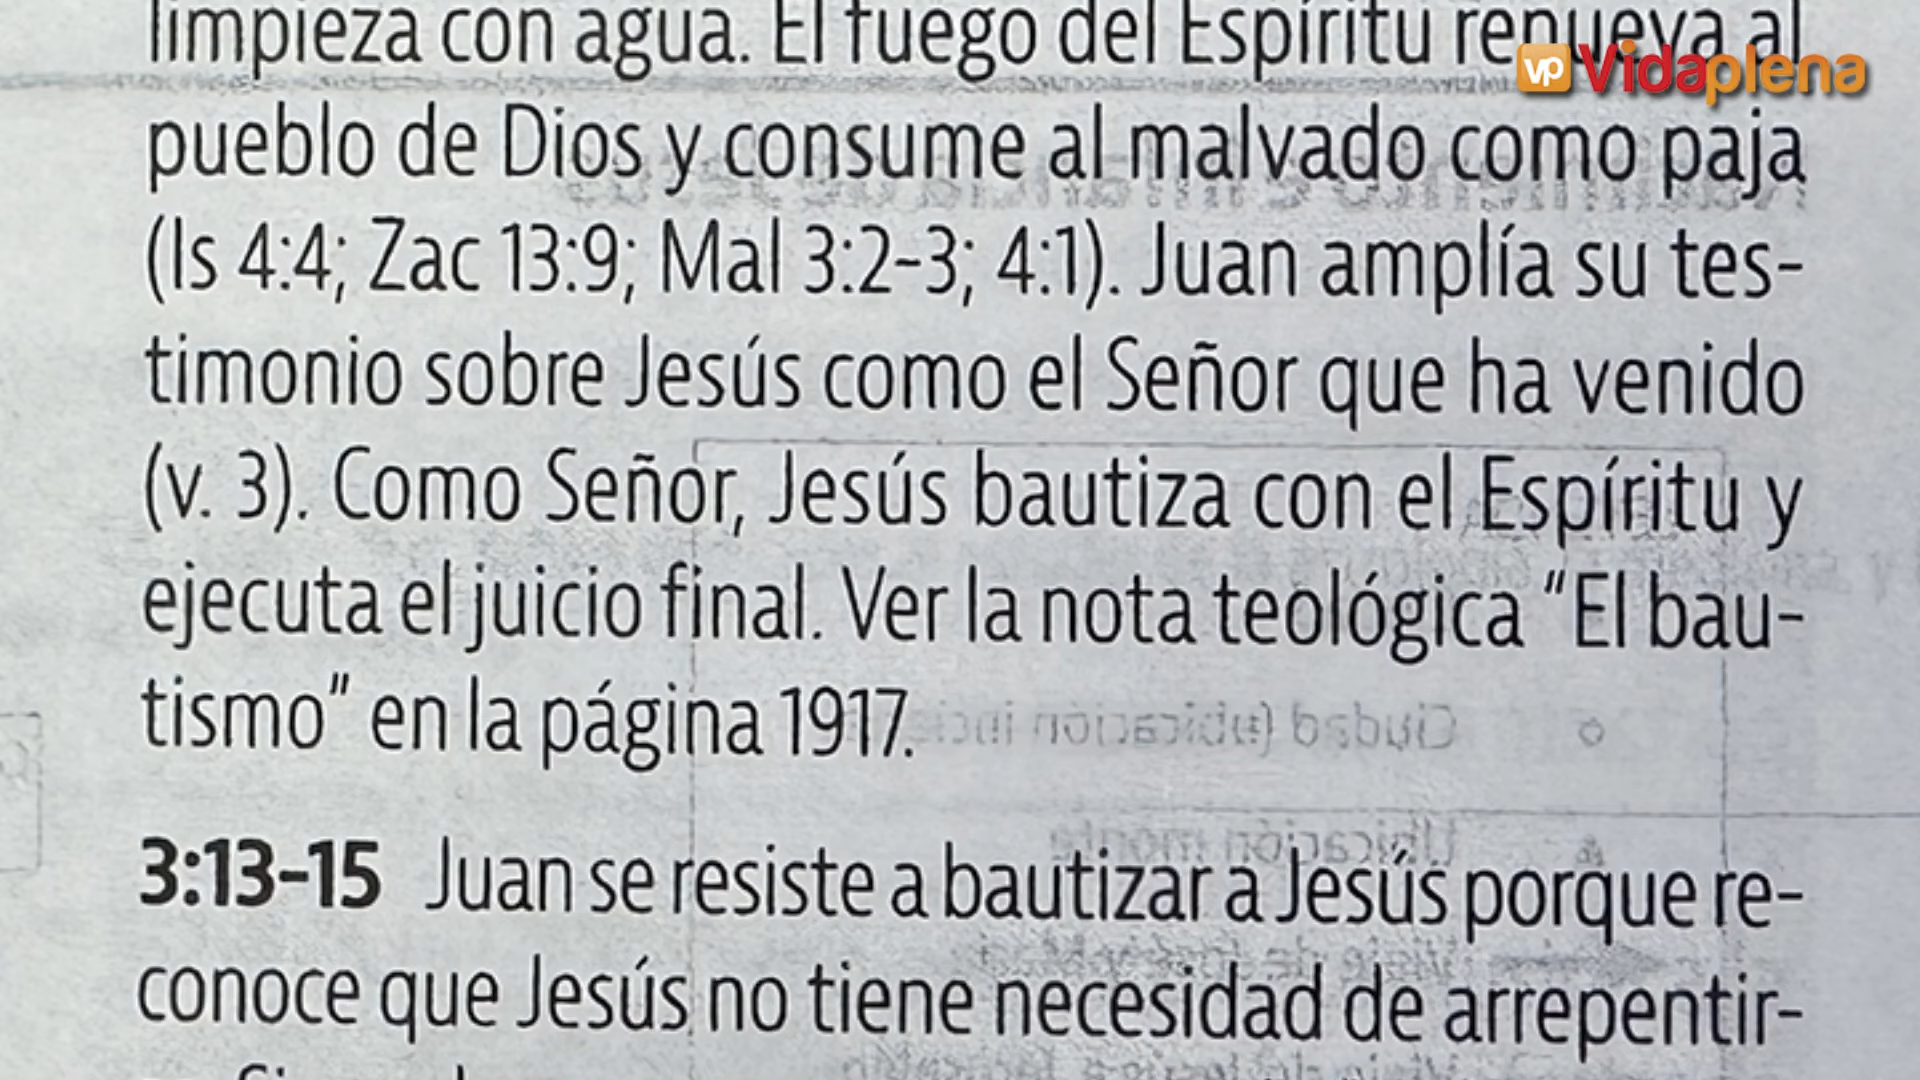 limpieza con agua. El fuego del Espíritu renueva al
vp Vidaplena
pueblo de Dios y consume al malvado como paja
(Is 4:4; Zac 13:9; Mal 3:2-3; 4:1). Juan amplía su tes-
timonio sobre Jesús como el Señor que ha venido
(v. 3). Como Señor, Jesús bautiza con el Espíritu y
ejecuta el juicio final. Ver la nota teológica “El bau-
tismo” en la página 1917.
3:13-15 Juan se resiste a bautizar a Jesús porque re-
conoce que Jesús no tiene necesidad de arrepentir-